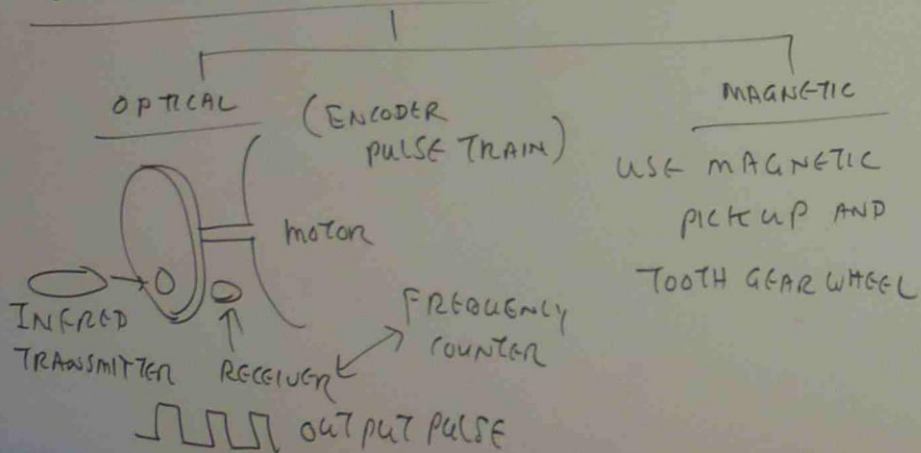 OPTICAL
(ENCODER
PULSE TRAIN)
MAGNETIC
USE MAGNETIC
PICKUP AND
TOOTH GEAR WHEEL
motor
INFRED
TRANSMITTER
RECEIVER
FREQUENCY
COUNTER
OUTPUT PULSE